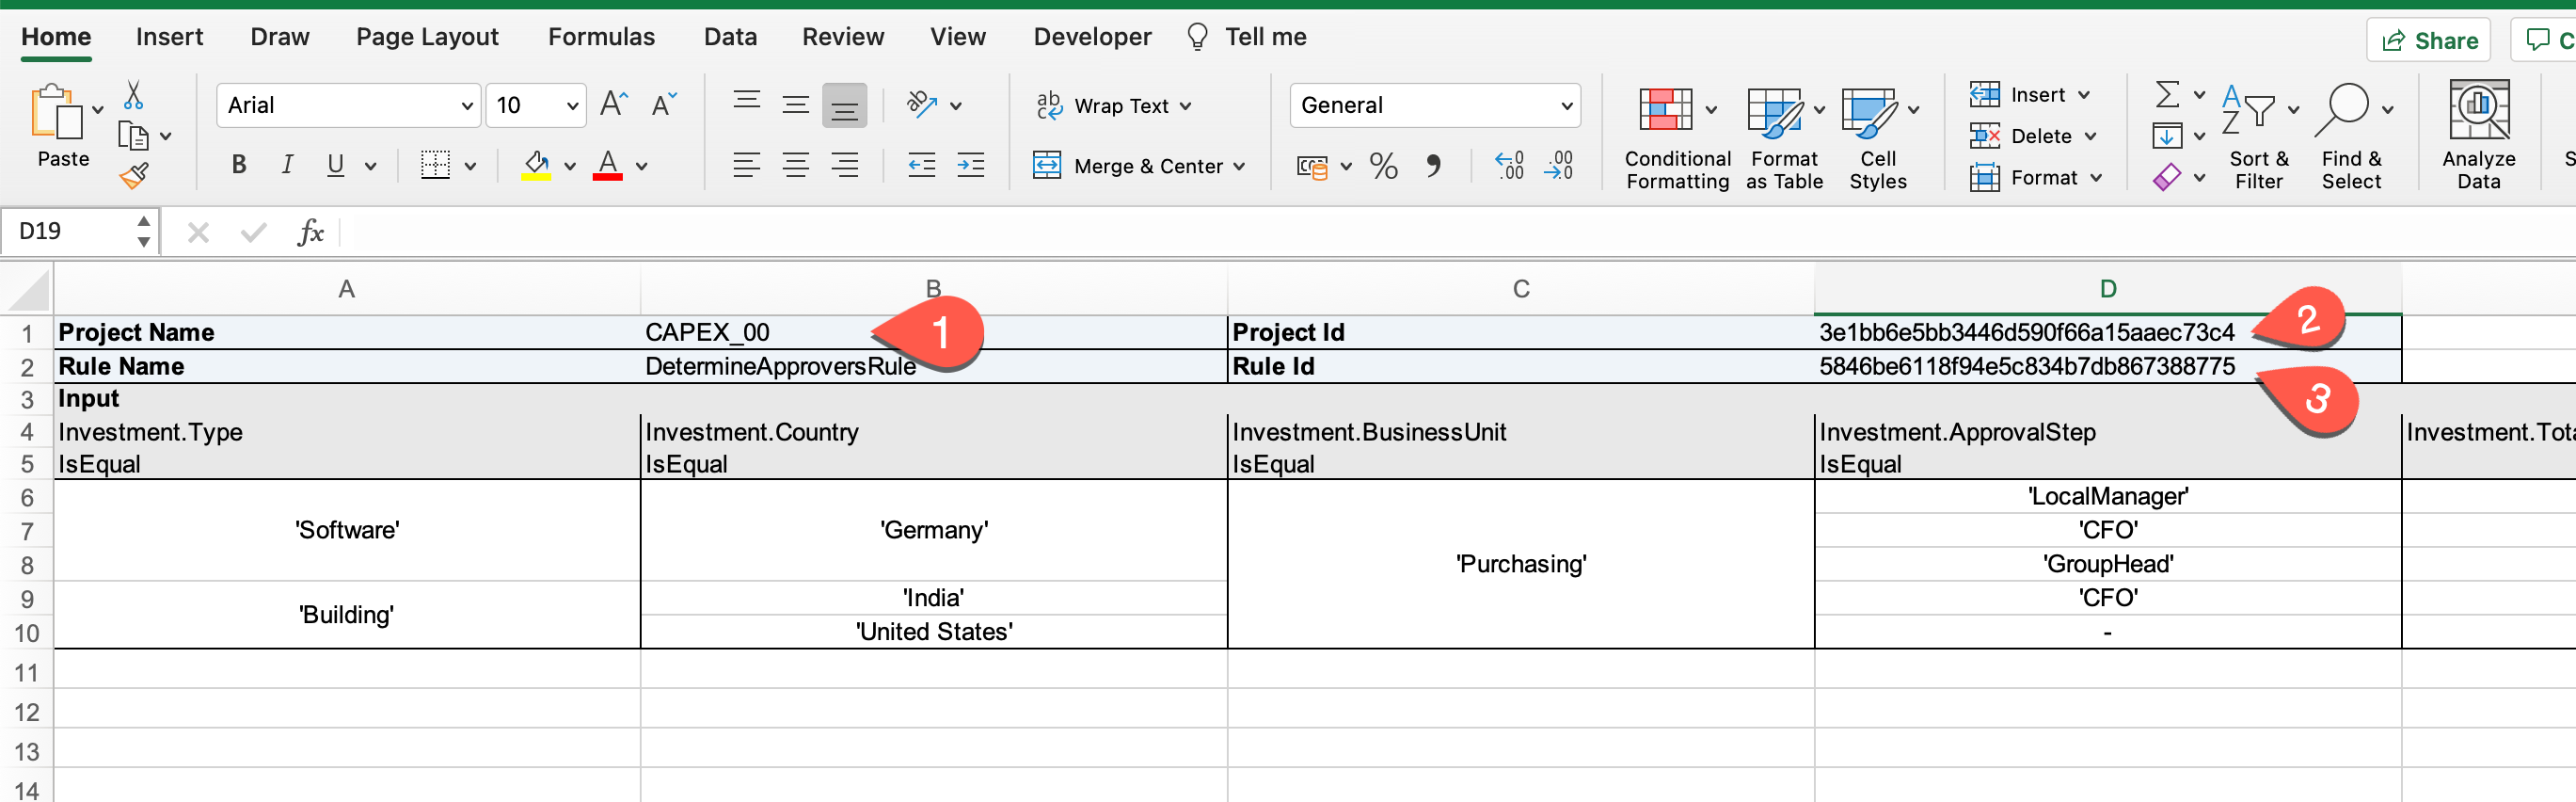 Home Insert Draw Page Layout Formulas Data Review View Developer Tell me Share C
Paste
Arial 10 A A ab Wrap Text General
B I U A Merge & Center % .00 .00
Conditional Formatting
Format as Table
Cell Styles
Insert
Delete
Format
Sort & Filter
Find & Select
Analyze Data
S
D19 fx
A B C D
1 Project Name CAPEX_00 1 Project Id 3e1bb6e5bb3446d590f66a15aaec73c4 2
2 Rule Name DetermineApproversRule Rule Id 5846be6118f94e5c834b7db867388775 3
3 Input
4 Investment.Type Investment.Country Investment.BusinessUnit Investment.ApprovalStep Investment.Tota
5 IsEqual IsEqual IsEqual IsEqual
6 'LocalManager'
7 'Software' 'Germany' 'CFO'
8 'Purchasing' 'GroupHead'
9 'Building' 'India' 'CFO'
10 'United States' -
11
12
13
14